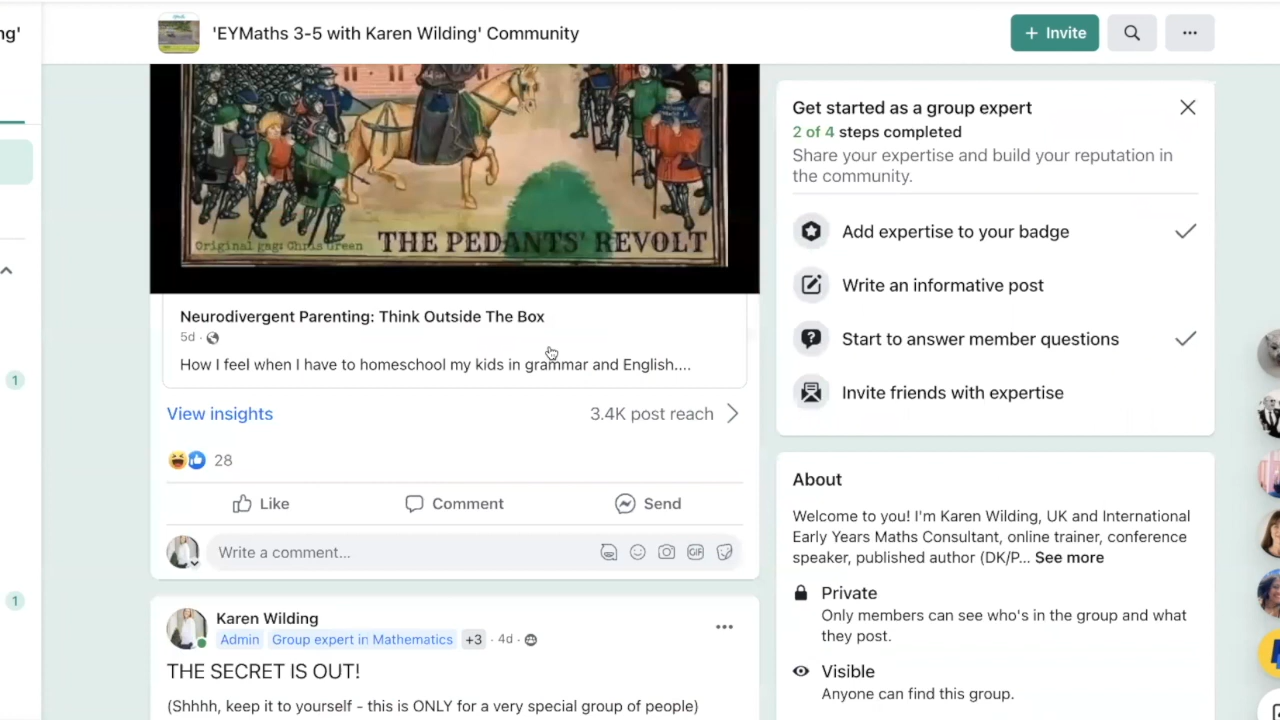 ng'
'EYMaths 3-5 with Karen Wilding' Community
+ Invite
Original gag: Chris Green
THE PEDANTS' REVOLT
Neurodivergent Parenting: Think Outside The Box
5d ·
How I feel when I have to homeschool my kids in grammar and English....
View insights
3.4K post reach
28
Like
Comment
Send
Write a comment...
GIF
Karen Wilding
Admin Group expert in Mathematics +3 · 4d ·
THE SECRET IS OUT!
(Shhhh, keep it to yourself - this is ONLY for a very special group of people)
Get started as a group expert
2 of 4 steps completed
Share your expertise and build your reputation in
the community.
Add expertise to your badge
Write an informative post
Start to answer member questions
Invite friends with expertise
About
Welcome to you! I'm Karen Wilding, UK and International
Early Years Maths Consultant, online trainer, conference
speaker, published author (DK/P... See more
Private
Only members can see who's in the group and what
they post.
Visible
Anyone can find this group.
1
1